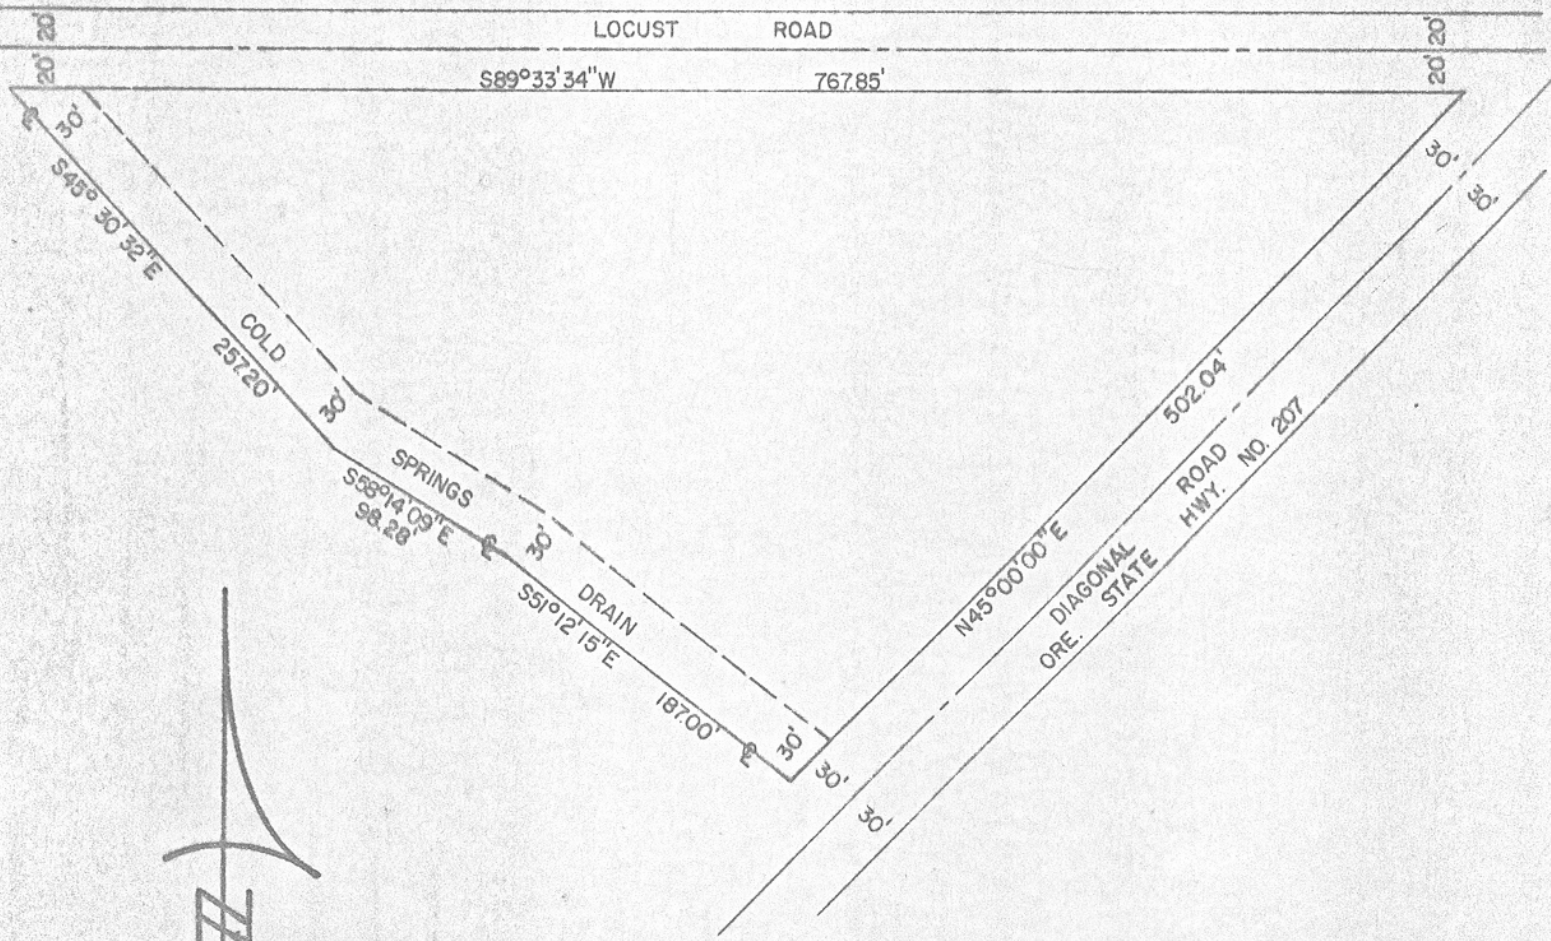 20' 20'
LOCUST ROAD
20' 20'
S89°33'34"W 767.85'
30'
S45° 30' 32"E
COLD
257.20'
30'
SPRINGS
S58°14'09"E
98.28'
30'
DRAIN
S51°12'15"E
187.00'
30'
30'
30'
N45°00'00"E
502.04'
DIAGONAL ROAD
ORE. STATE HWY. NO. 207
30'
30'